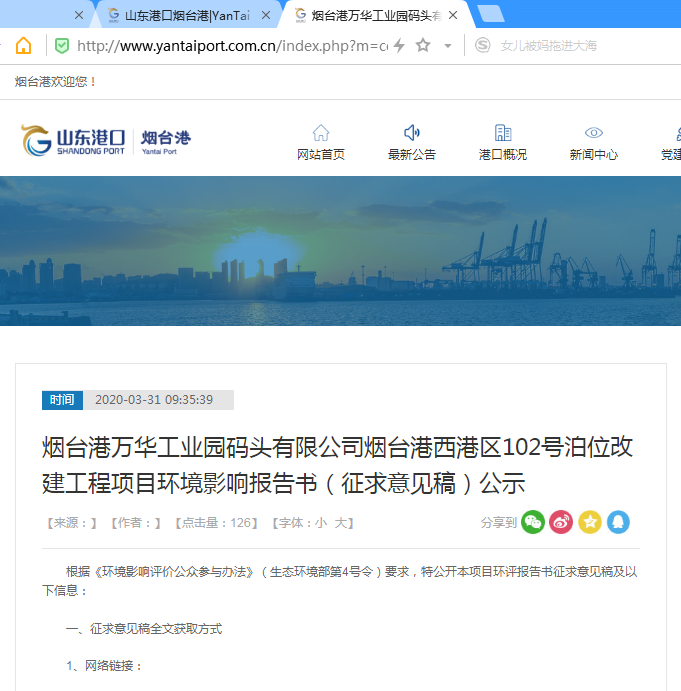 山东港口烟台港|YanTai
烟台港万华工业园码头有
http://www.yantaiport.com.cn/index.php?m=c
女儿被妈拖进大海
烟台港欢迎您！
山东港口 烟台港
SHANDONG PORT Yantai Port
网站首页 最新公告 港口概况 新闻中心 党建
时间 2020-03-31 09:35:39
烟台港万华工业园码头有限公司烟台港西港区102号泊位改
建工程项目环境影响报告书（征求意见稿）公示
【来源：】 【作者：】 【点击量：126】 【字体：小 大】 分享到
根据《环境影响评价公众参与办法》（生态环境部第4号令）要求，特公开本项目环评报告书征求意见稿及以
下信息：
一、征求意见稿全文获取方式
1、网络链接：